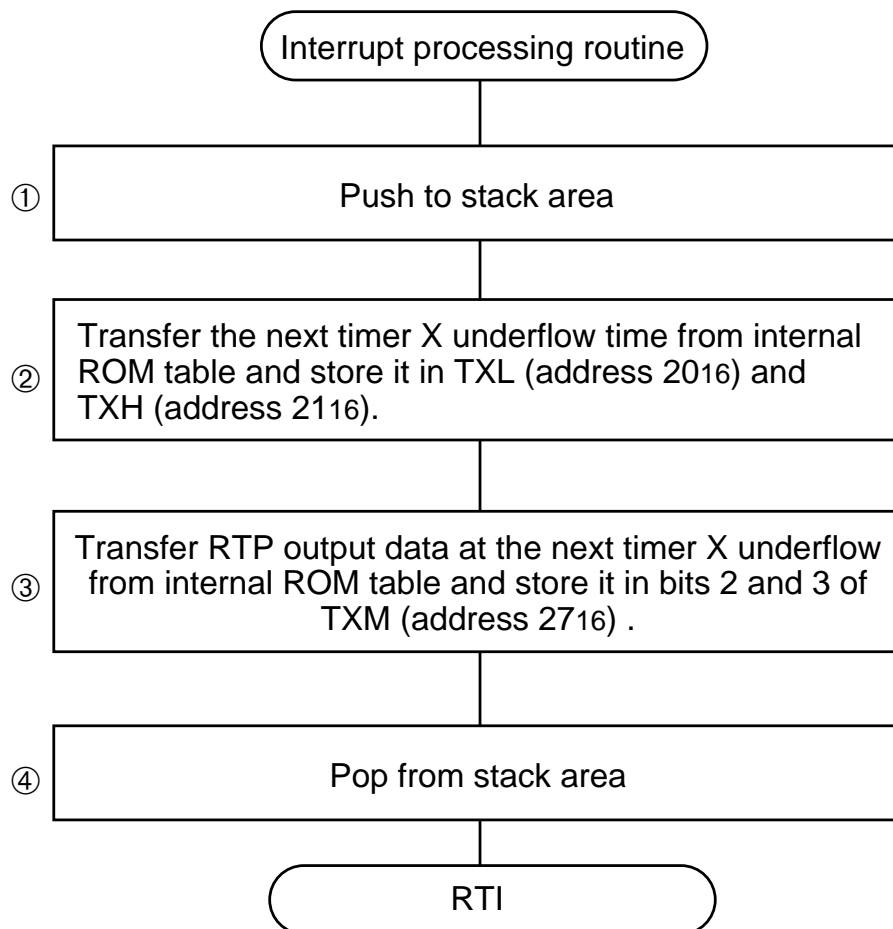 Interrupt processing routine
① Push to stack area
Transfer the next timer X underflow time from internal
② ROM table and store it in TXL (address 2016) and
TXH (address 2116).
Transfer RTP output data at the next timer X underflow
③ from internal ROM table and store it in bits 2 and 3 of
TXM (address 2716) .
④ Pop from stack area
RTI